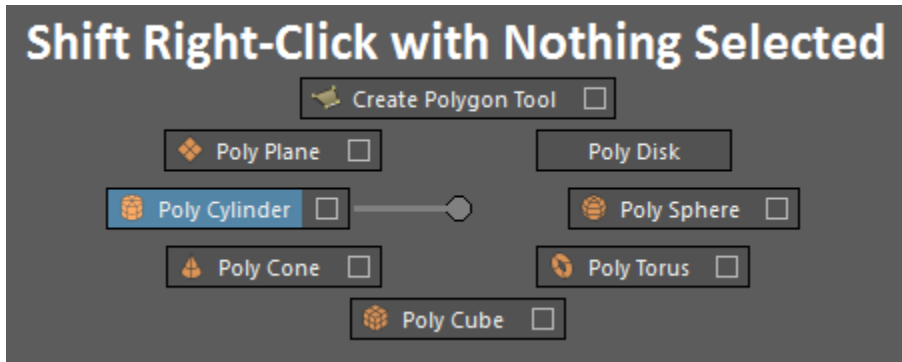 Shift Right-Click with Nothing Selected
Create Polygon Tool
Poly Plane
Poly Disk
Poly Cylinder
Poly Sphere
Poly Cone
Poly Torus
Poly Cube